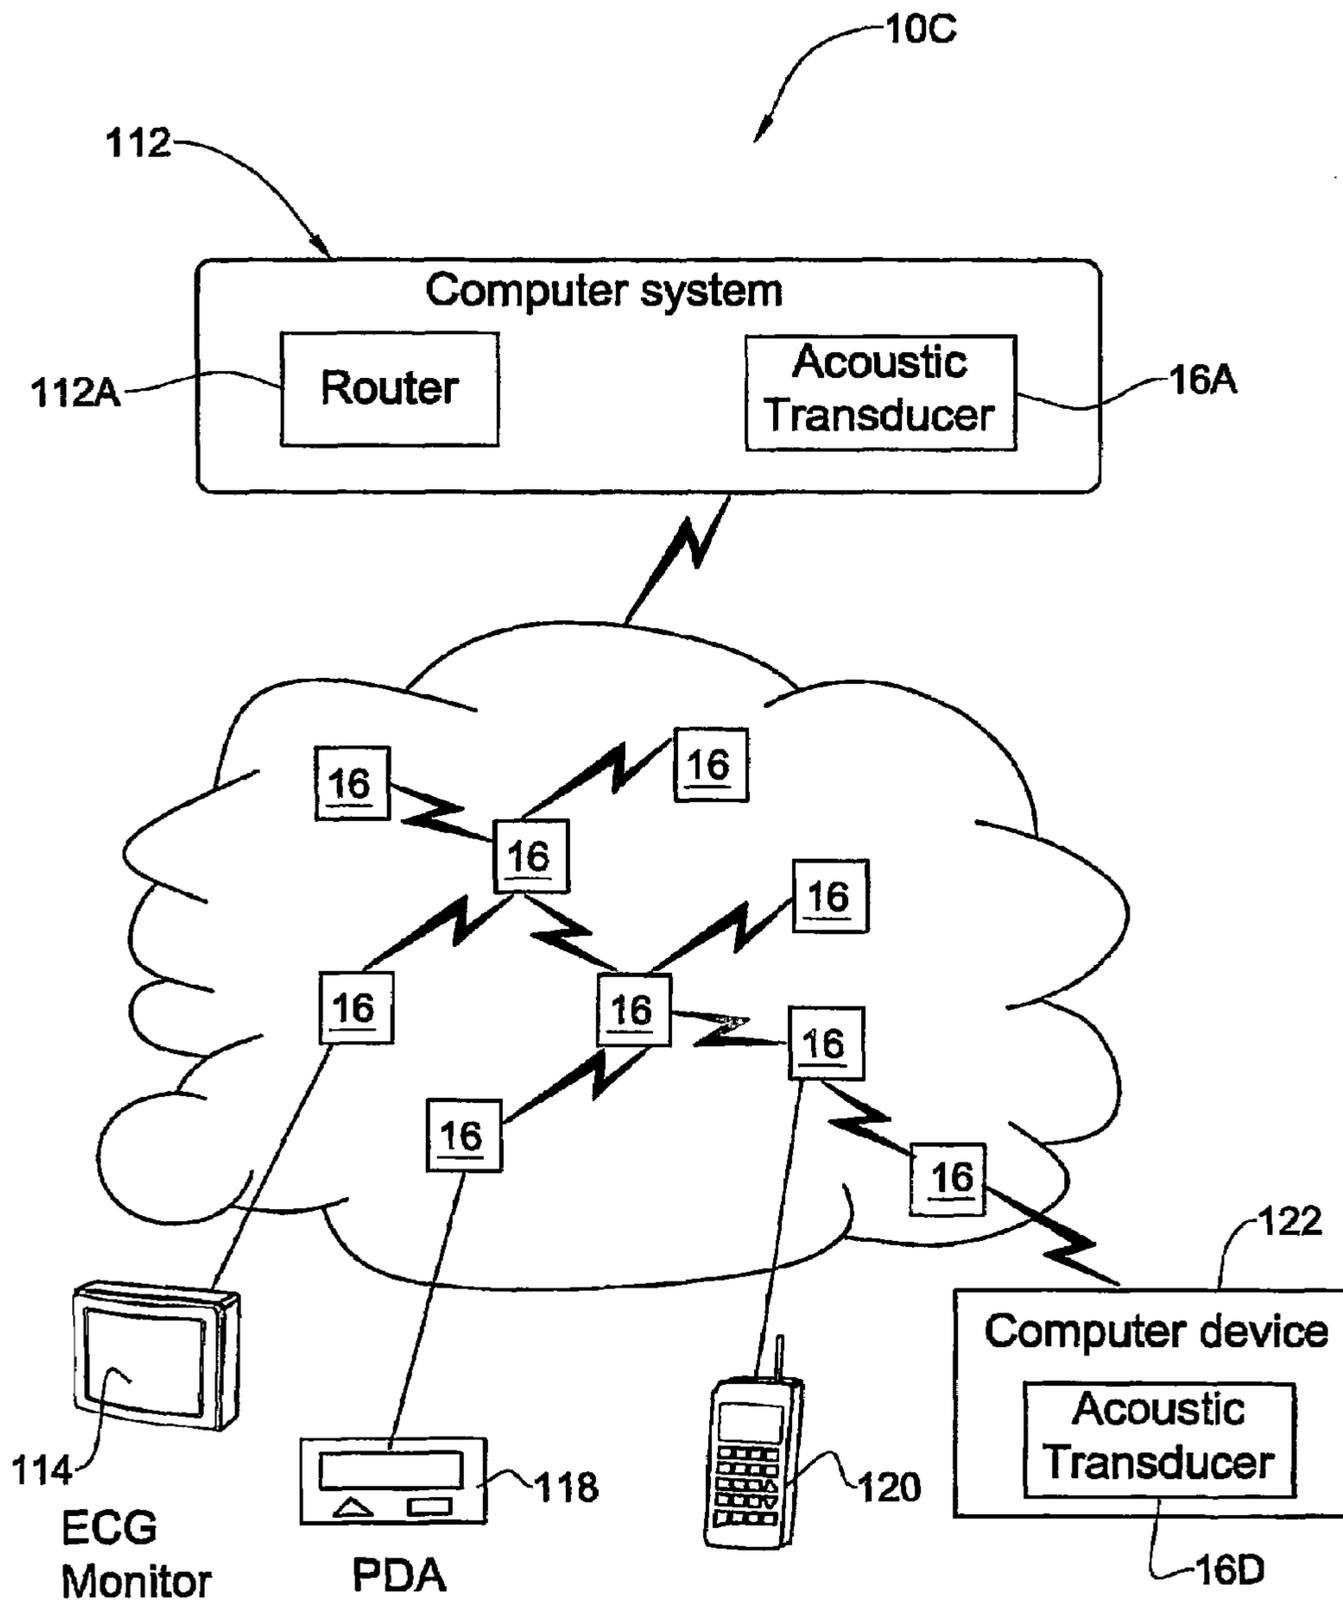 10C
112
Computer system
112A
Router
Acoustic
Transducer
16A
16
16
16
16
16
16
16
16
16
122
Computer device
Acoustic
Transducer
114
118
120
ECG
Monitor
PDA
16D